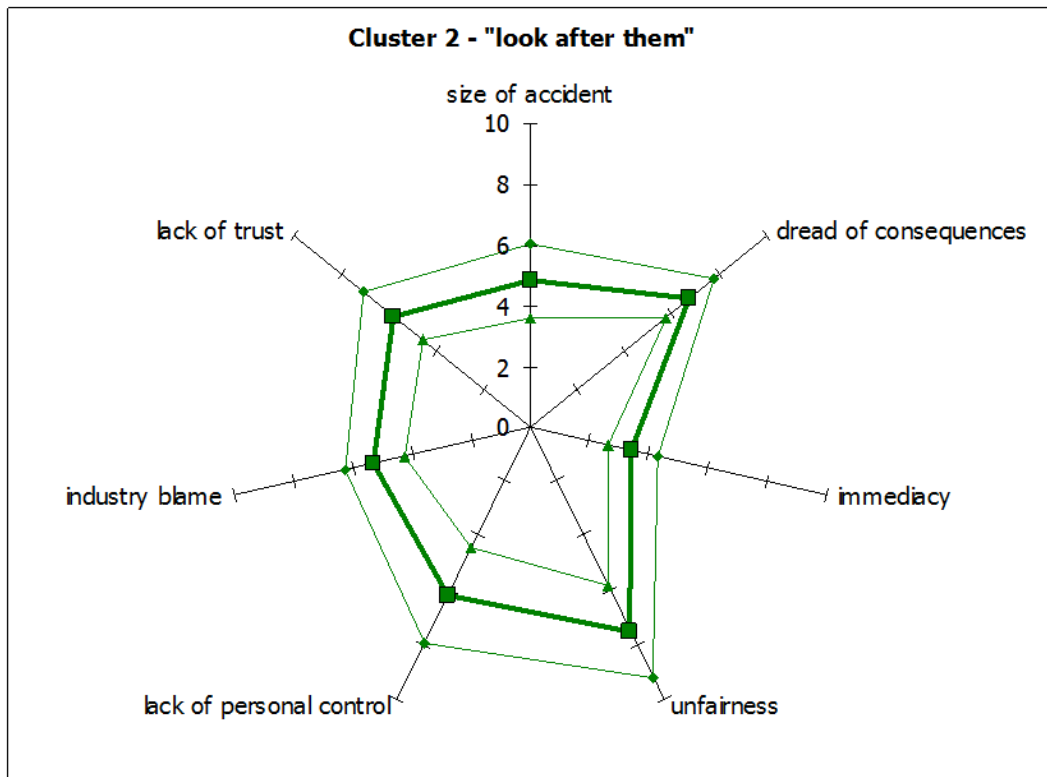 Cluster 2 - "look after them"
size of accident
10
8
6
4
2
0
lack of trust
dread of consequences
industry blame
immediacy
lack of personal control
unfairness